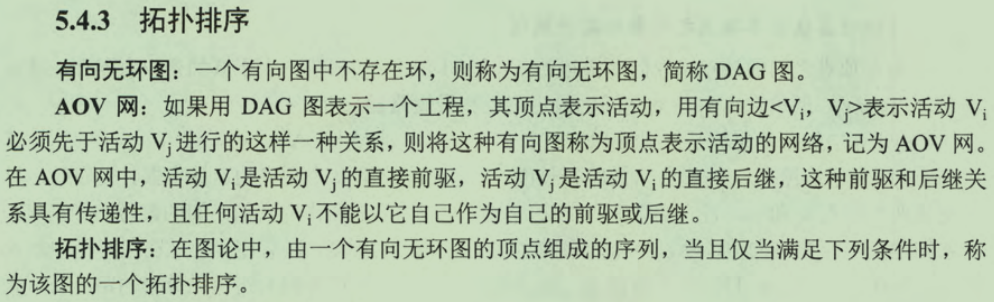 5.4.3 拓扑排序
有向无环图：一个有向图中不存在环，则称为有向无环图，简称 DAG 图。
AOV 网：如果用 DAG 图表示一个工程，其顶点表示活动，用有向边<Vi，Vj>表示活动 Vi
必须先于活动 Vj 进行的这样一种关系，则将这种有向图称为顶点表示活动的网络，记为 AOV 网。
在 AOV 网中，活动 Vi 是活动 Vj 的直接前驱，活动 Vj 是活动 Vi 的直接后继，这种前驱和后继关
系具有传递性，且任何活动 Vi 不能以它自己作为自己的前驱或后继。
拓扑排序：在图论中，由一个有向无环图的顶点组成的序列，当且仅当满足下列条件时，称
为该图的一个拓扑排序。